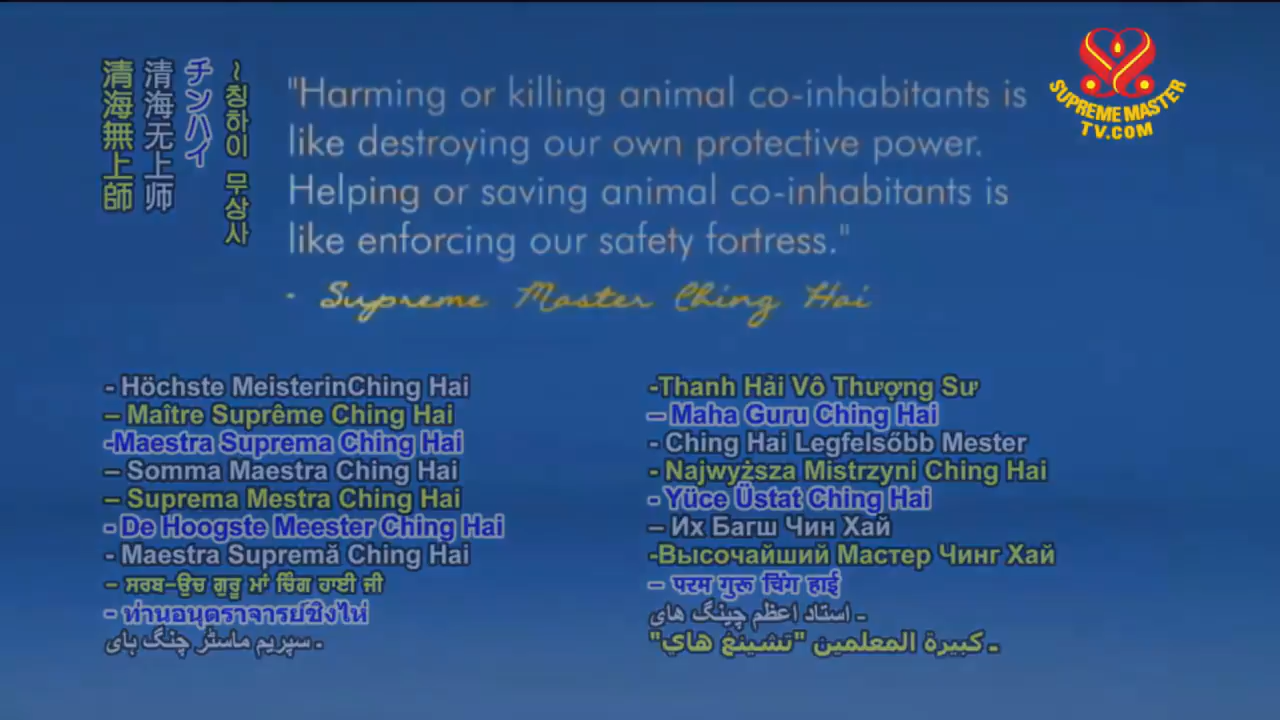 清海無上師
清海无上师
チンハイ
~칭하이 무상사
"Harming or killing animal co-inhabitants is
like destroying our own protective power.
Helping or saving animal co-inhabitants is
like enforcing our safety fortress."
- Supreme Master Ching Hai
SUPREME MASTER
TV.COM
- Höchste MeisterinChing Hai
– Maître Suprême Ching Hai
-Maestra Suprema Ching Hai
– Somma Maestra Ching Hai
– Suprema Mestra Ching Hai
- De Hoogste Meester Ching Hai
- Maestra Supremă Ching Hai
– ਸਰਬ-ਉਚ ਗੁਰੂ ਮਾਂ ਚਿੰਗ ਹਾਈ ਜੀ
- ท่านอนุตราจารย์ชิงไห่
- سپریم ماسٹر چنگ ہای
-Thanh Hải Vô Thượng Sư
– Maha Guru Ching Hai
- Ching Hai Legfelsőbb Mester
- Najwyższa Mistrzyni Ching Hai
- Yüce Üstat Ching Hai
– Их Багш Чин Хай
-Высочайший Мастер Чинг Хай
– परम गुरू चिंग हाई
- استاد اعظم چینگ های
- كبيرة المعلمين "تشينغ هاي"